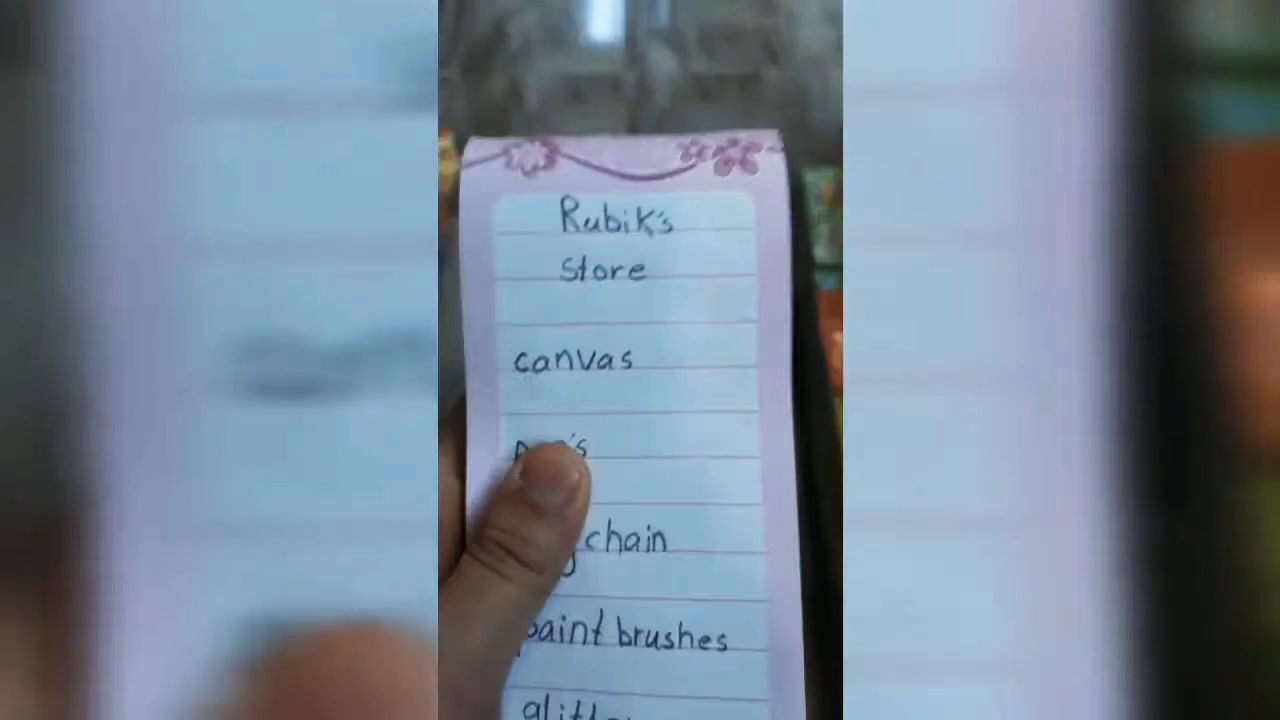 Rubik's
Store
canvas
chain
paint brushes